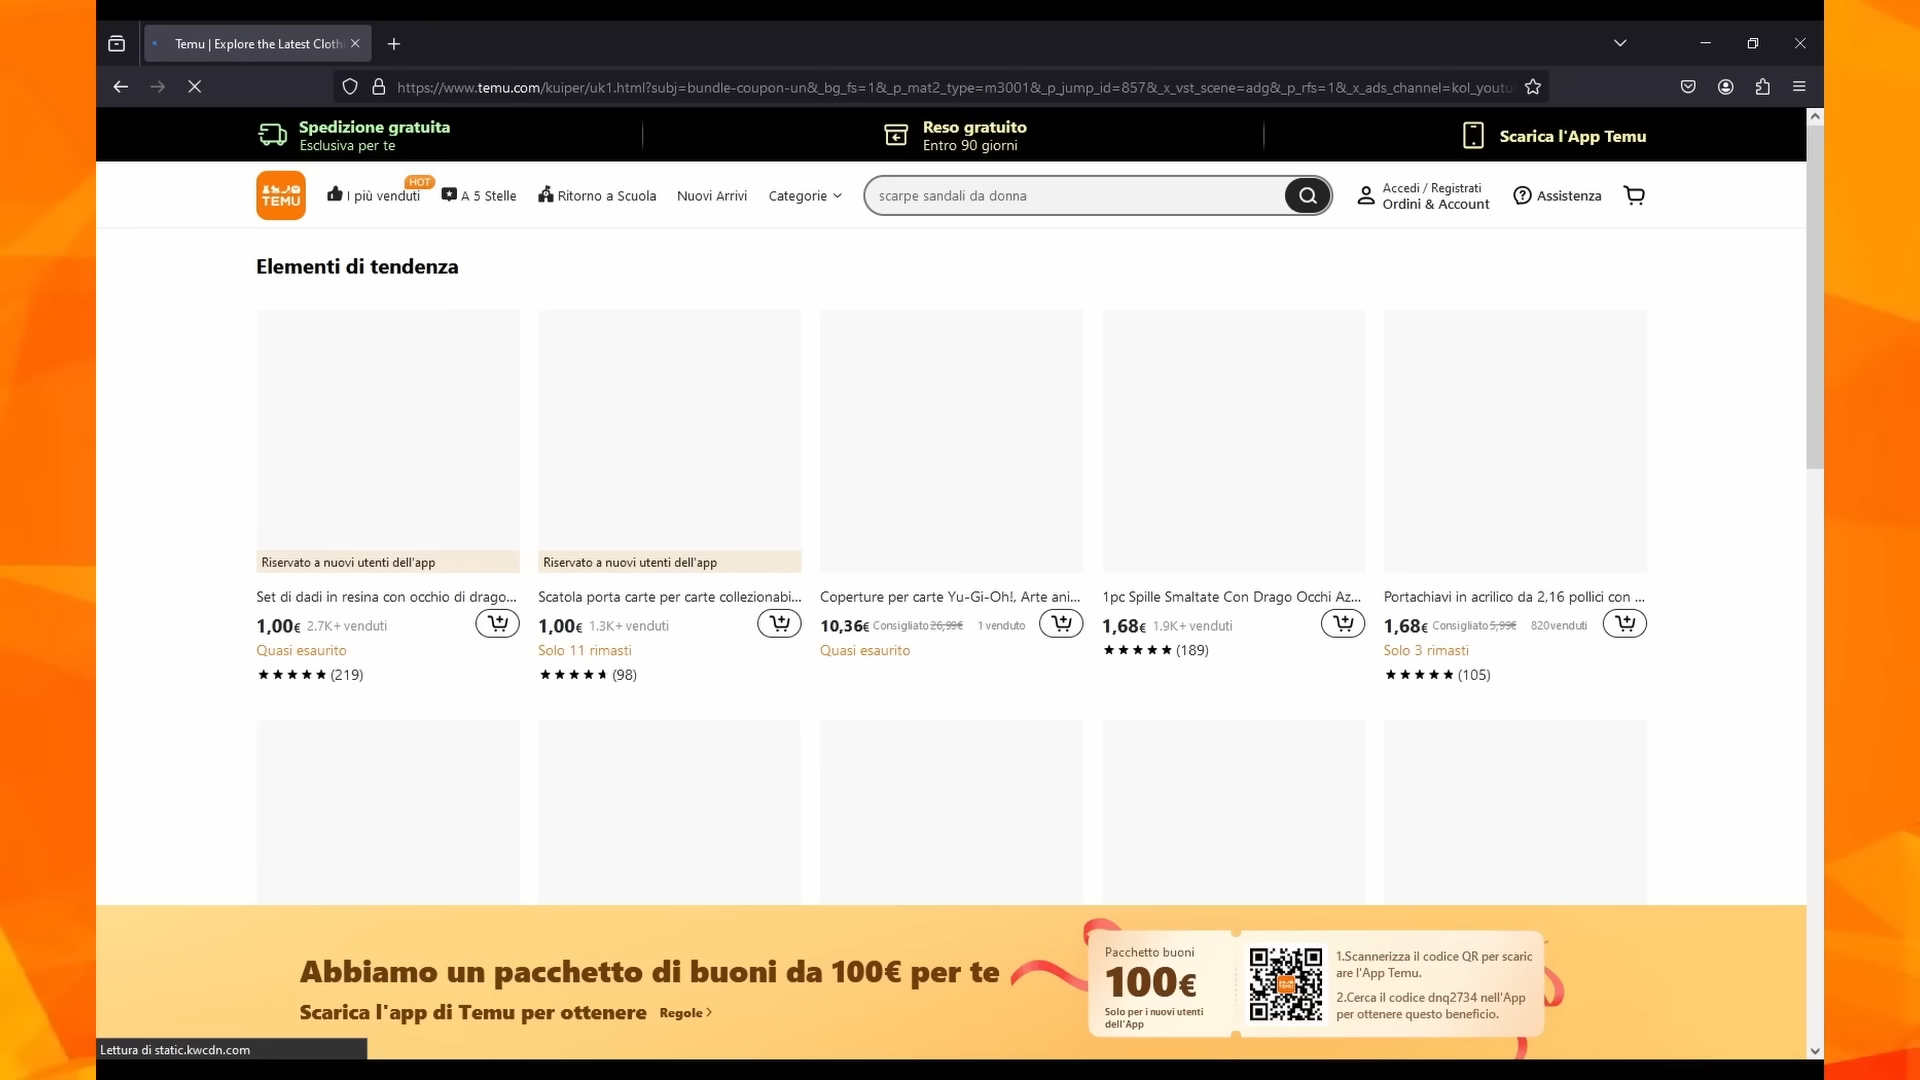 Temu | Explore the Latest Cloth
https://www.temu.com/kuiper/uk1.html?subj=bundle-coupon-un&_bg_fs=1&_p_mat2_type=m3001&_p_jump_id=857&_x_vst_scene=adg&_p_rfs=1&_x_ads_channel=kol_youtu
Spedizione gratuita
Esclusiva per te
Reso gratuito
Entro 90 giorni
Scarica l'App Temu
TEMU
I più venduti
HOT
A 5 Stelle
Ritorno a Scuola
Nuovi Arrivi
Categorie
scarpe sandali da donna
Accedi / Registrati
Ordini & Account
Assistenza
Elementi di tendenza
Riservato a nuovi utenti dell'app
Set di dadi in resina con occhio di drago...
1,00€ 2.7K+ venduti
Quasi esaurito
(219)
Riservato a nuovi utenti dell'app
Scatola porta carte per carte collezionabi...
1,00€ 1.3K+ venduti
Solo 11 rimasti
(98)
Coperture per carte Yu-Gi-Oh!, Arte ani...
10,36€ Consigliato 26,99€ 1 venduto
Quasi esaurito
1pc Spille Smaltate Con Drago Occhi Az...
1,68€ 1.9K+ venduti
(189)
Portachiavi in acrilico da 2,16 pollici con ...
1,68€ Consigliato 5,99€ 820venduti
Solo 3 rimasti
(105)
Abbiamo un pacchetto di buoni da 100€ per te
Scarica l'app di Temu per ottenere Regole
Pacchetto buoni
100€
Solo per i nuovi utenti
dell'App
1.Scannerizza il codice QR per scaric
are l'App Temu.
2.Cerca il codice dnq2734 nell'App
per ottenere questo beneficio.
Lettura di static.kwcdn.com